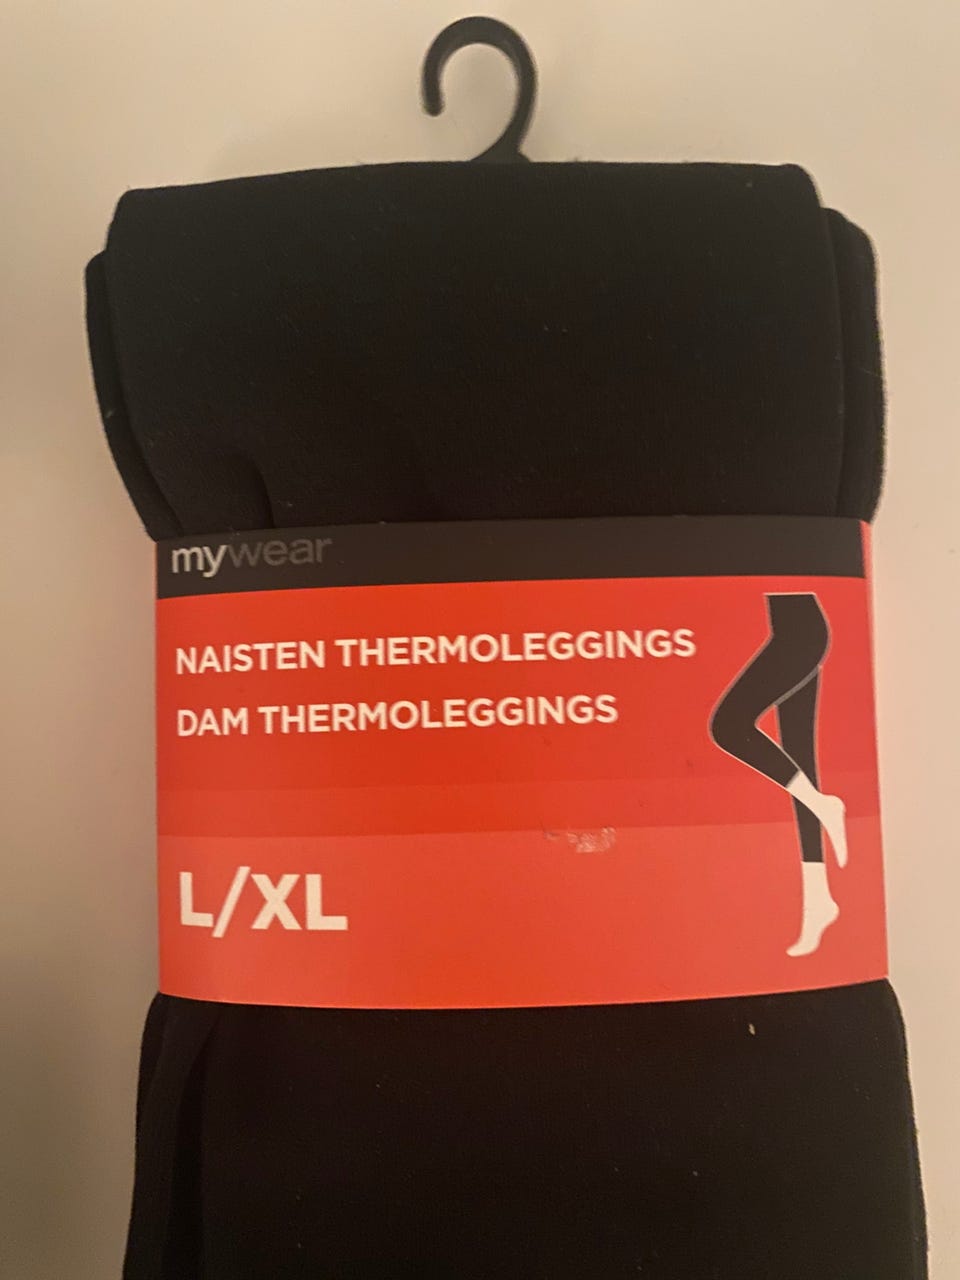 mywear
NAISTEN THERMOLEGGINGS
DAM THERMOLEGGINGS
L/XL